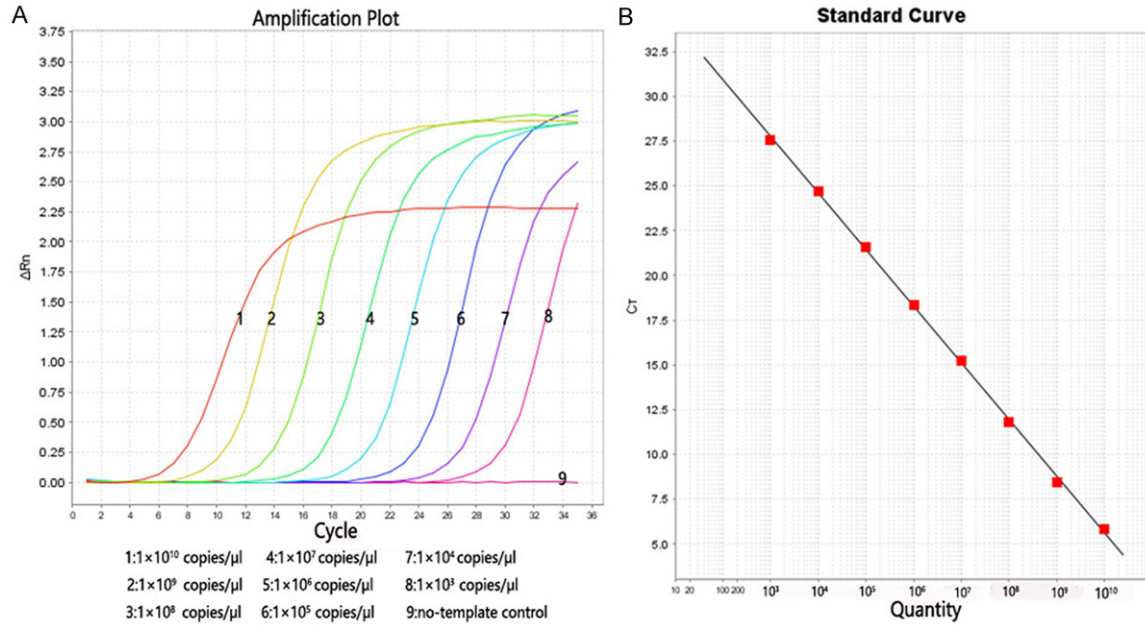 A
Amplification Plot
3.75
3.50
3.25
3.00
2.75
2.50
2.25
2.00
1.75
1.50
1.25
1.00
0.75
0.50
0.25
0.00
ΔRn
1 2 3 4 5 6 7 8
9
0 2 4 6 8 10 12 14 16 18 20 22 24 26 28 30 32 34 36
Cycle
1:1×10¹⁰ copies/μl 4:1×10⁷ copies/μl 7:1×10⁴ copies/μl
2:1×10⁹ copies/μl 5:1×10⁶ copies/μl 8:1×10³ copies/μl
3:1×10⁸ copies/μl 6:1×10⁵ copies/μl 9:no-template control
B
Standard Curve
32.5
30.0
27.5
25.0
22.5
20.0
17.5
15.0
12.5
10.0
7.5
5.0
CT
10 20 100 200 10³ 10⁴ 10⁵ 10⁶ 10⁷ 10⁸ 10⁹ 10¹⁰
Quantity